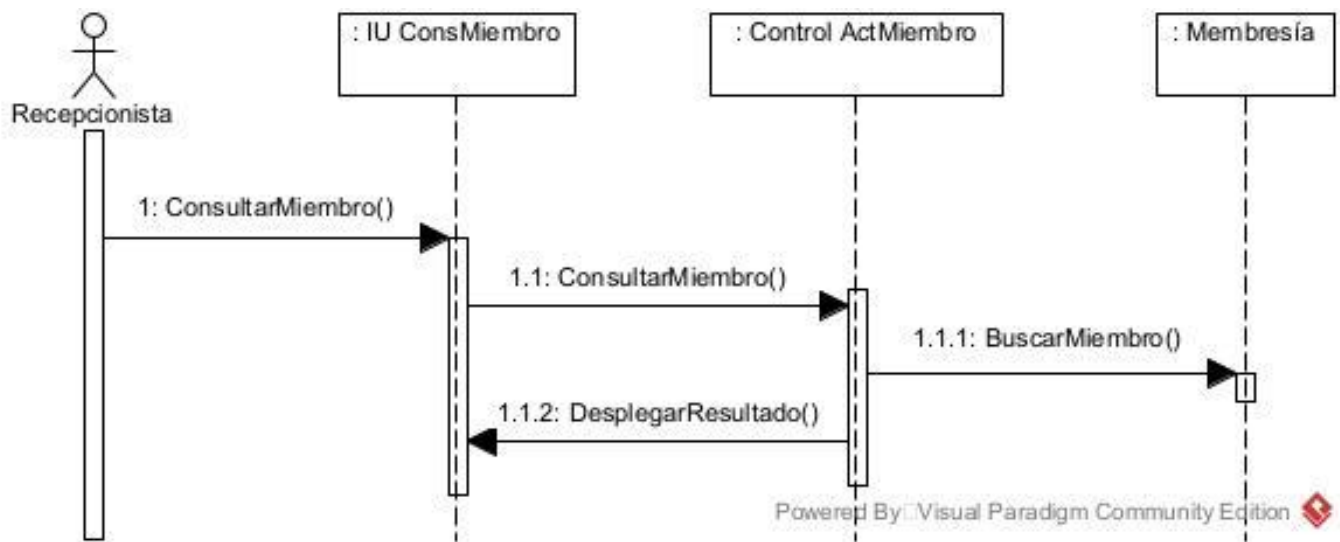 : IU ConsMiembro
: Control ActMiembro
: Membresía
Recepcionista
1: ConsultarMiembro()
1.1: ConsultarMiembro()
1.1.1: BuscarMiembro()
1.1.2: DesplegarResultado()
Powered By Visual Paradigm Community Edition